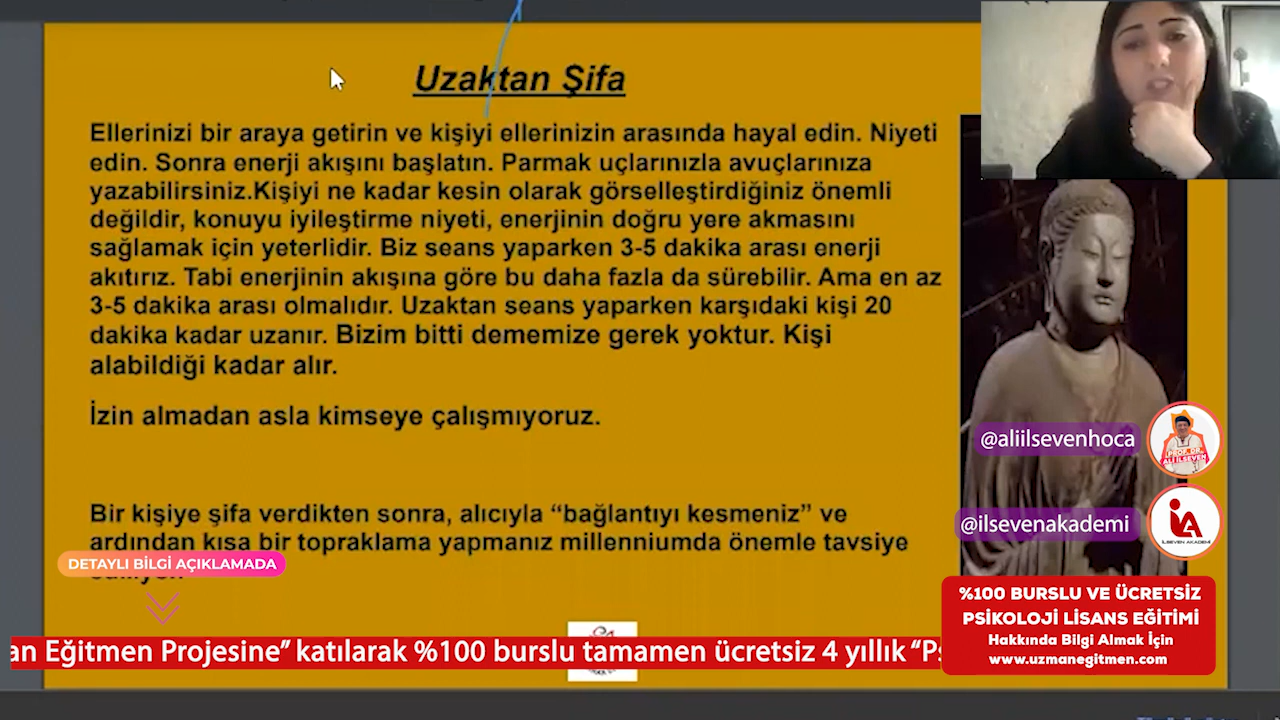 Uzaktan Şifa
Ellerinizi bir araya getirin ve kişiyi ellerinizin arasında hayal edin. Niyeti
edin. Sonra enerji akışını başlatın. Parmak uçlarınızla avuçlarınıza
yazabilirsiniz.Kişiyi ne kadar kesin olarak görselleştirdiğiniz önemli
değildir, konuyu iyileştirme niyeti, enerjinin doğru yere akmasını
sağlamak için yeterlidir. Biz seans yaparken 3-5 dakika arası enerji
akıtırız. Tabi enerjinin akışına göre bu daha fazla da sürebilir. Ama en az
3-5 dakika arası olmalıdır. Uzaktan seans yaparken karşıdaki kişi 20
dakika kadar uzanır. Bizim bitti dememize gerek yoktur. Kişi
alabildiği kadar alır.
İzin almadan asla kimseye çalışmıyoruz.
Bir kişiye şifa verdikten sonra, alıcıyla “bağlantıyı kesmeniz” ve
ardından kısa bir topraklama yapmanız millenniumda önemle tavsiye
DETAYLI BİLGİ AÇIKLAMADA
@aliilsevenhoca
PROF. DR.
ALİ İLSEVEN
@ilsevenakademi
İLSEVEN AKADEMİ
%100 BURSLU VE ÜCRETSİZ
PSİKOLOJİ LİSANS EĞİTİMİ
Hakkında Bilgi Almak İçin
www.uzmanegitmen.com
an Eğitmen Projesine” katılarak %100 burslu tamamen ücretsiz 4 yıllık “Ps